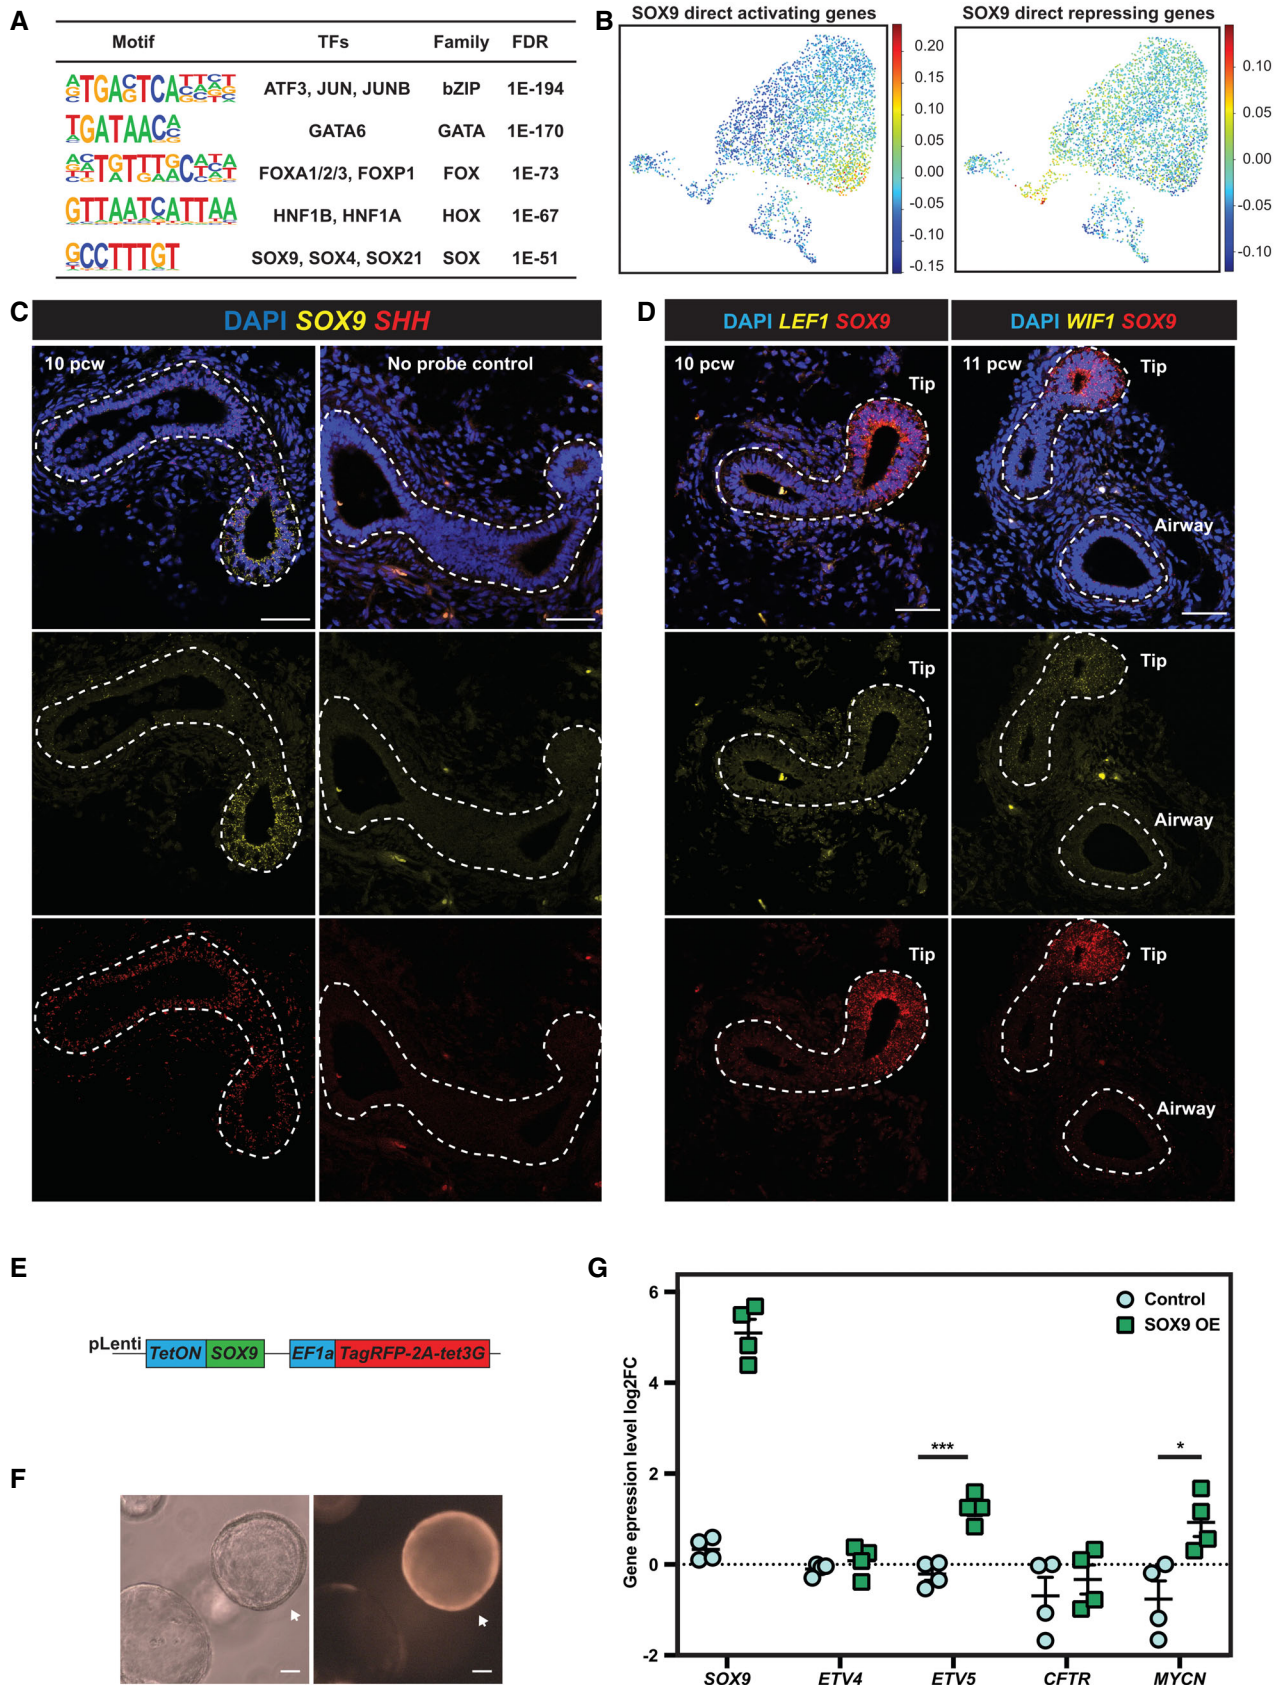 A
Motif TFs Family FDR
ATF3, JUN, JUNB bZIP 1E-194
TGATAACA GATA6 GATA 1E-170
FOXA1/2/3, FOXP1 FOX 1E-73
GTTAATCATTAA HNF1B, HNF1A HOX 1E-67
GCCTTTGT SOX9, SOX4, SOX21 SOX 1E-51
B
SOX9 direct activating genes
0.20
0.15
0.10
0.05
0.00
-0.05
-0.10
-0.15
SOX9 direct repressing genes
0.10
0.05
0.00
-0.05
-0.10
C
DAPI SOX9 SHH
10 pcw
No probe control
D
DAPI LEF1 SOX9
DAPI WIF1 SOX9
10 pcw
Tip
11 pcw
Tip
Airway
Tip
Tip
Airway
Tip
Tip
Airway
E
pLenti TetON SOX9 EF1a TagRFP-2A-tet3G
F
G
Gene epression level log2FC
6
4
2
0
-2
Control
SOX9 OE
***
*
SOX9 ETV4 ETV5 CFTR MYCN